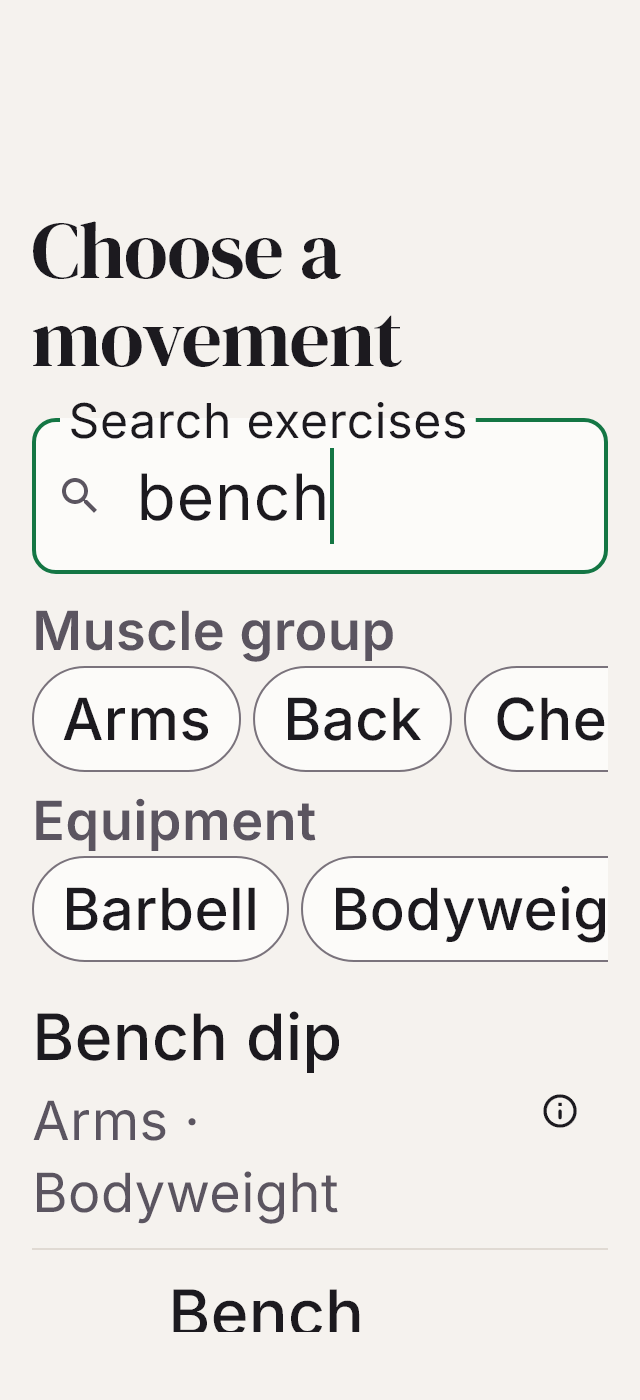 Choose a
movement
Search exercises
bench
Muscle group
Arms Back Che
Equipment
Barbell Bodyweig
Bench dip
Arms ·
Bodyweight
Bench